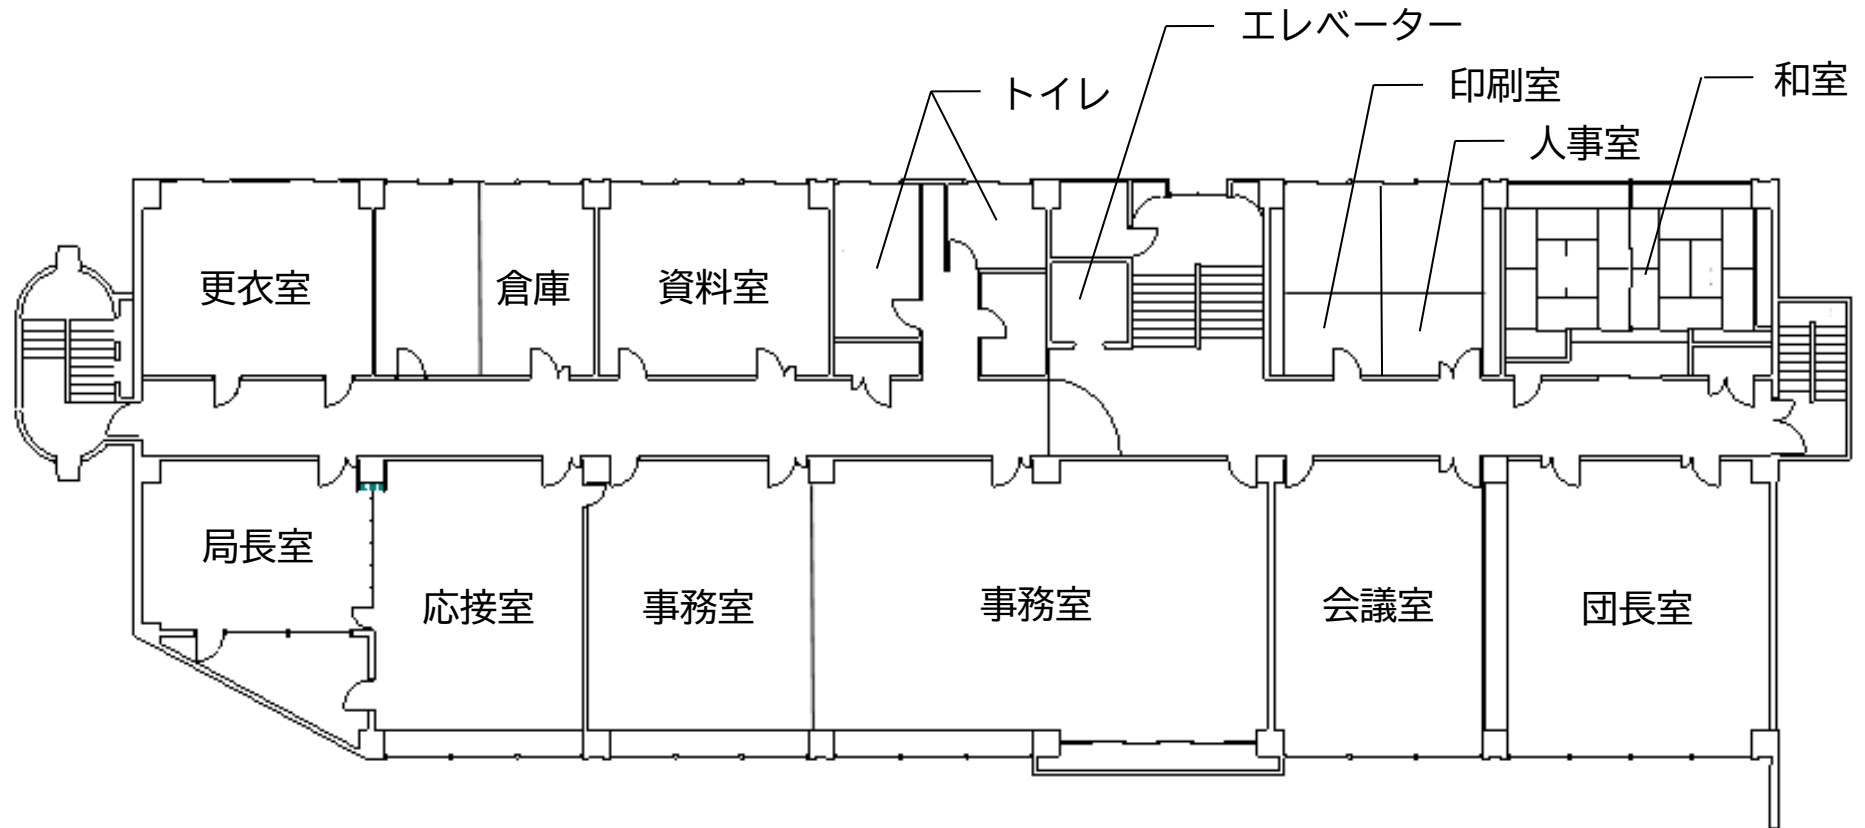 エレベーター
和室
印刷室
トイレ
人事室
更衣室
倉庫
資料室
局長室
応接室
事務室
事務室
会議室
団長室